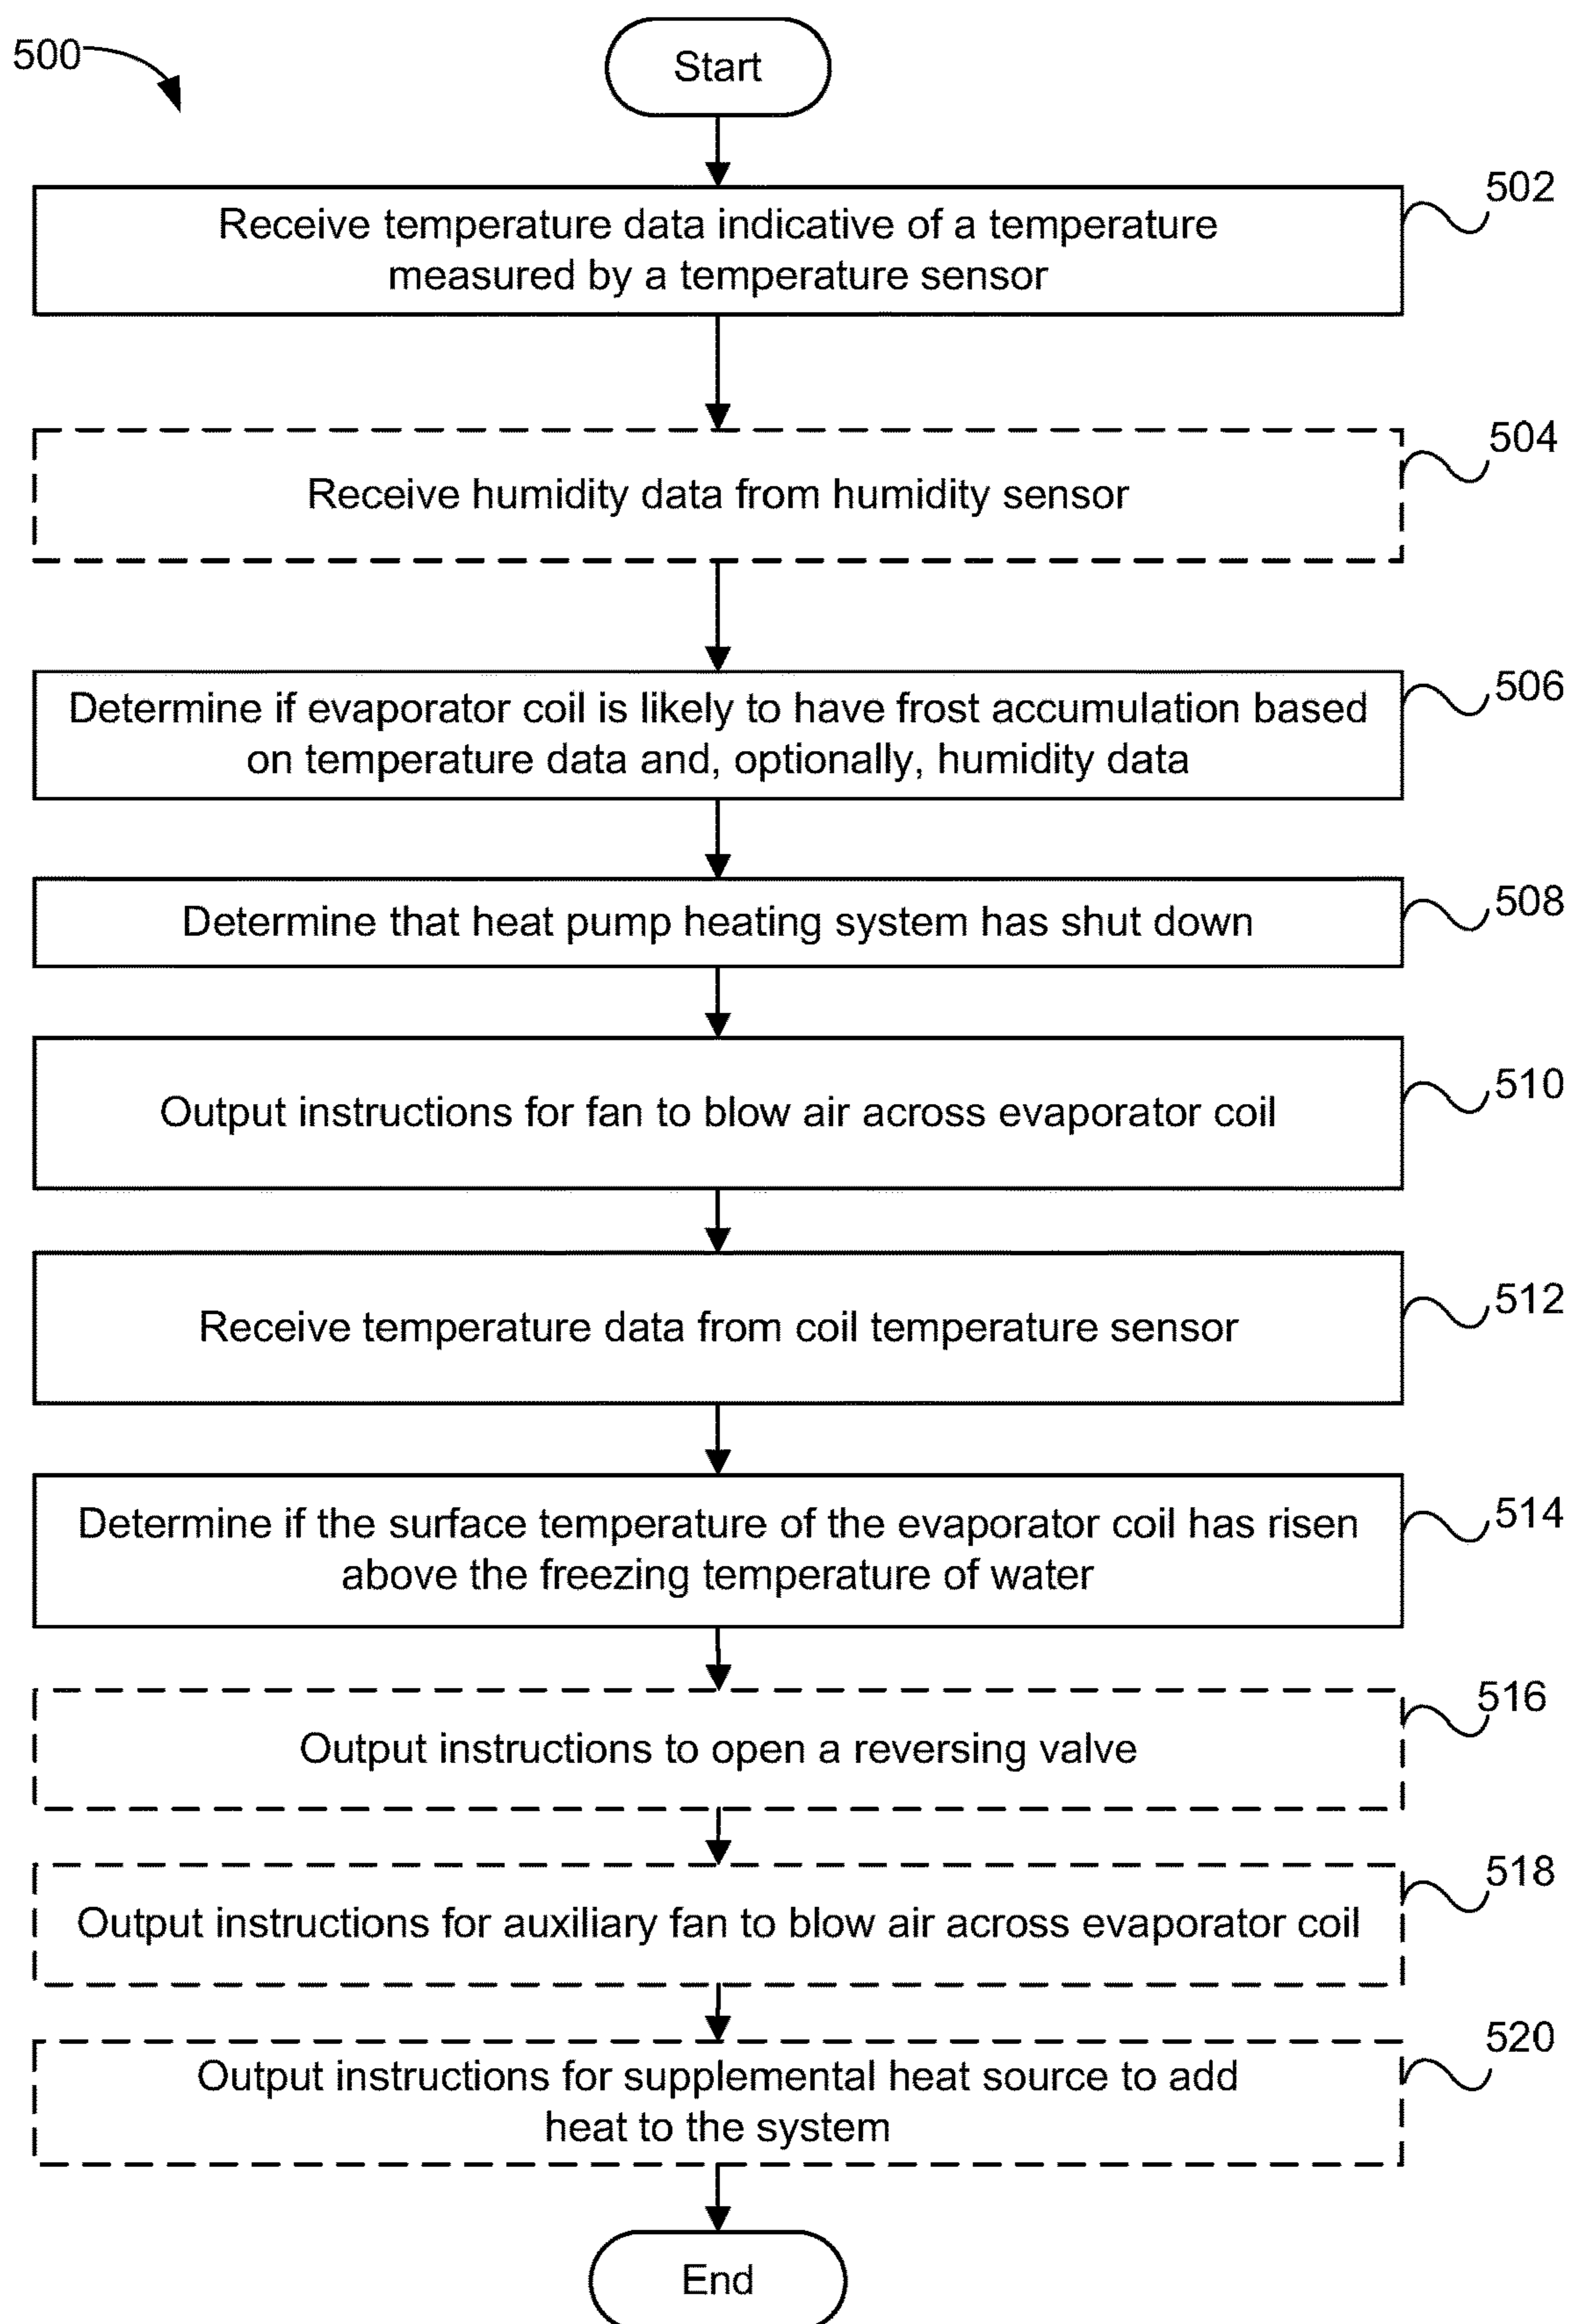 500
Start
502
Receive temperature data indicative of a temperature
measured by a temperature sensor
504
Receive humidity data from humidity sensor
506
Determine if evaporator coil is likely to have frost accumulation based
on temperature data and, optionally, humidity data
508
Determine that heat pump heating system has shut down
510
Output instructions for fan to blow air across evaporator coil
512
Receive temperature data from coil temperature sensor
514
Determine if the surface temperature of the evaporator coil has risen
above the freezing temperature of water
516
Output instructions to open a reversing valve
518
Output instructions for auxiliary fan to blow air across evaporator coil
520
Output instructions for supplemental heat source to add
heat to the system
End